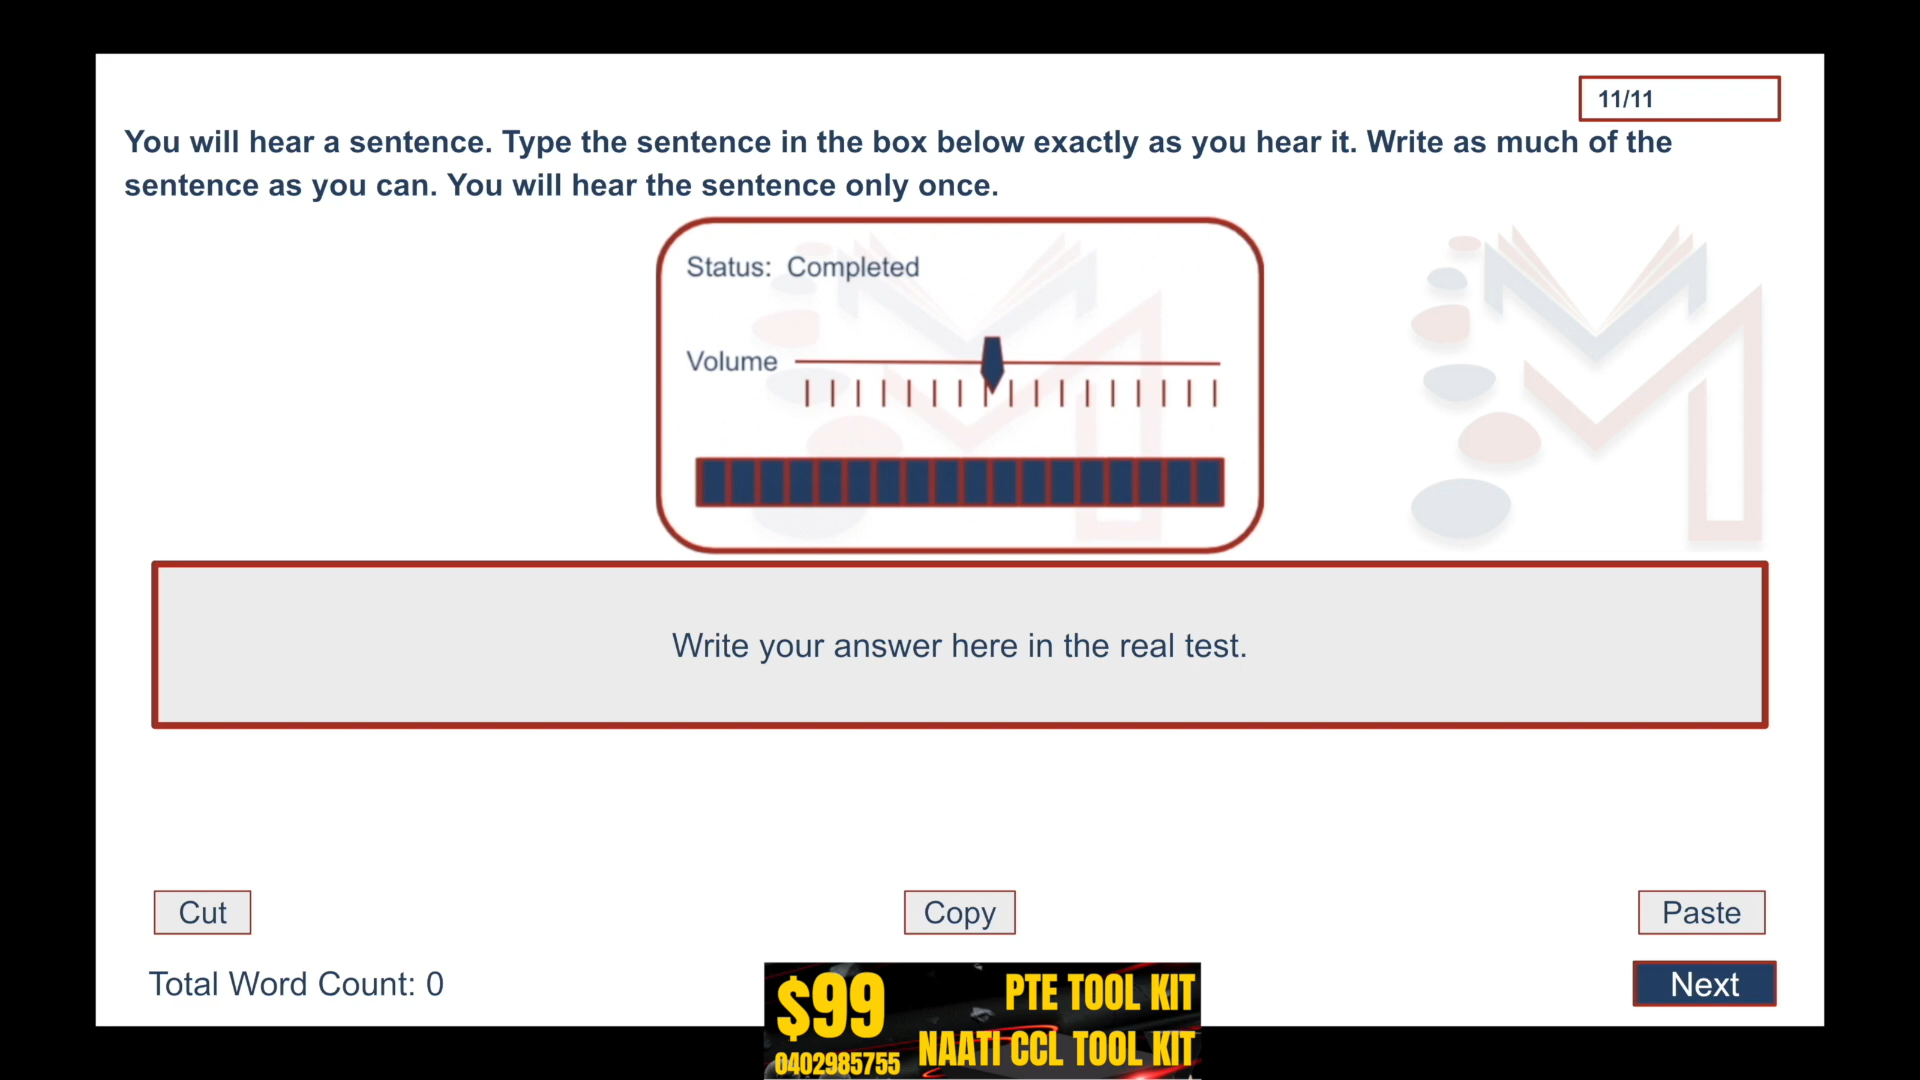 11/11
You will hear a sentence. Type the sentence in the box below exactly as you hear it. Write as much of the
sentence as you can. You will hear the sentence only once.
Status: Completed
Volume
Write your answer here in the real test.
Cut
Copy
Paste
Total Word Count: 0
Next
$99
PTE TOOL KIT
0402985755
NAATI CCL TOOL KIT